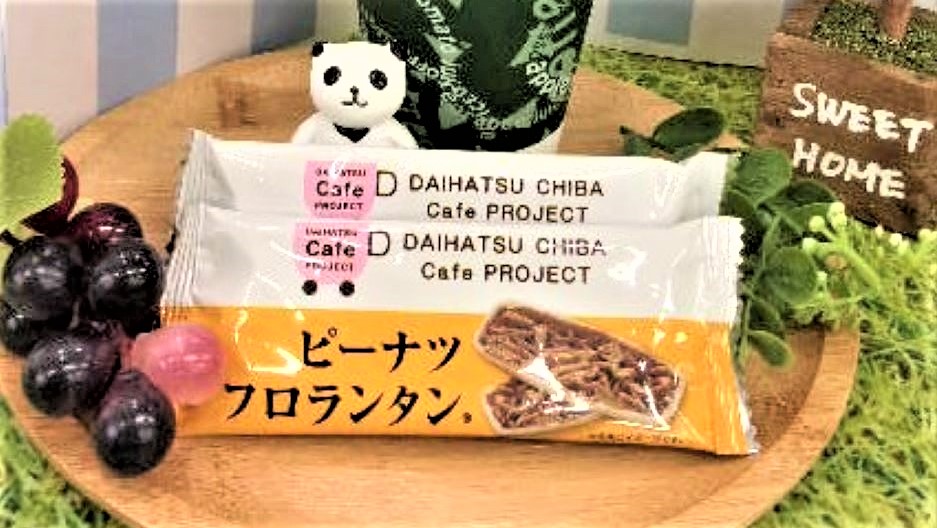 SWEET
HOME
DAIHATSU
Cafe
PROJECT
D DAIHATSU CHIBA
Cafe PROJECT
DAIHATSU
Cafe
PROJECT
D DAIHATSU CHIBA
Cafe PROJECT
ピーナツ
フロランタン®